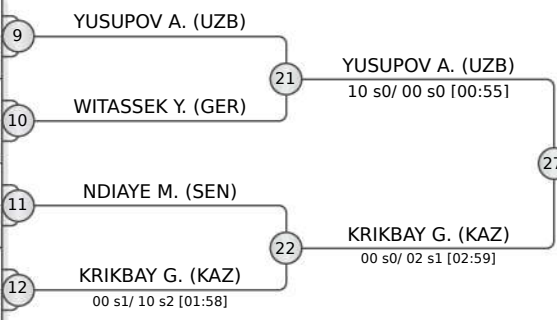 9
YUSUPOV A. (UZB)
21
YUSUPOV A. (UZB)
10 s0/ 00 s0 [00:55]
10
WITASSEK Y. (GER)
27
11
NDIAYE M. (SEN)
22
KRIKBAY G. (KAZ)
00 s0/ 02 s1 [02:59]
12
KRIKBAY G. (KAZ)
00 s1/ 10 s2 [01:58]